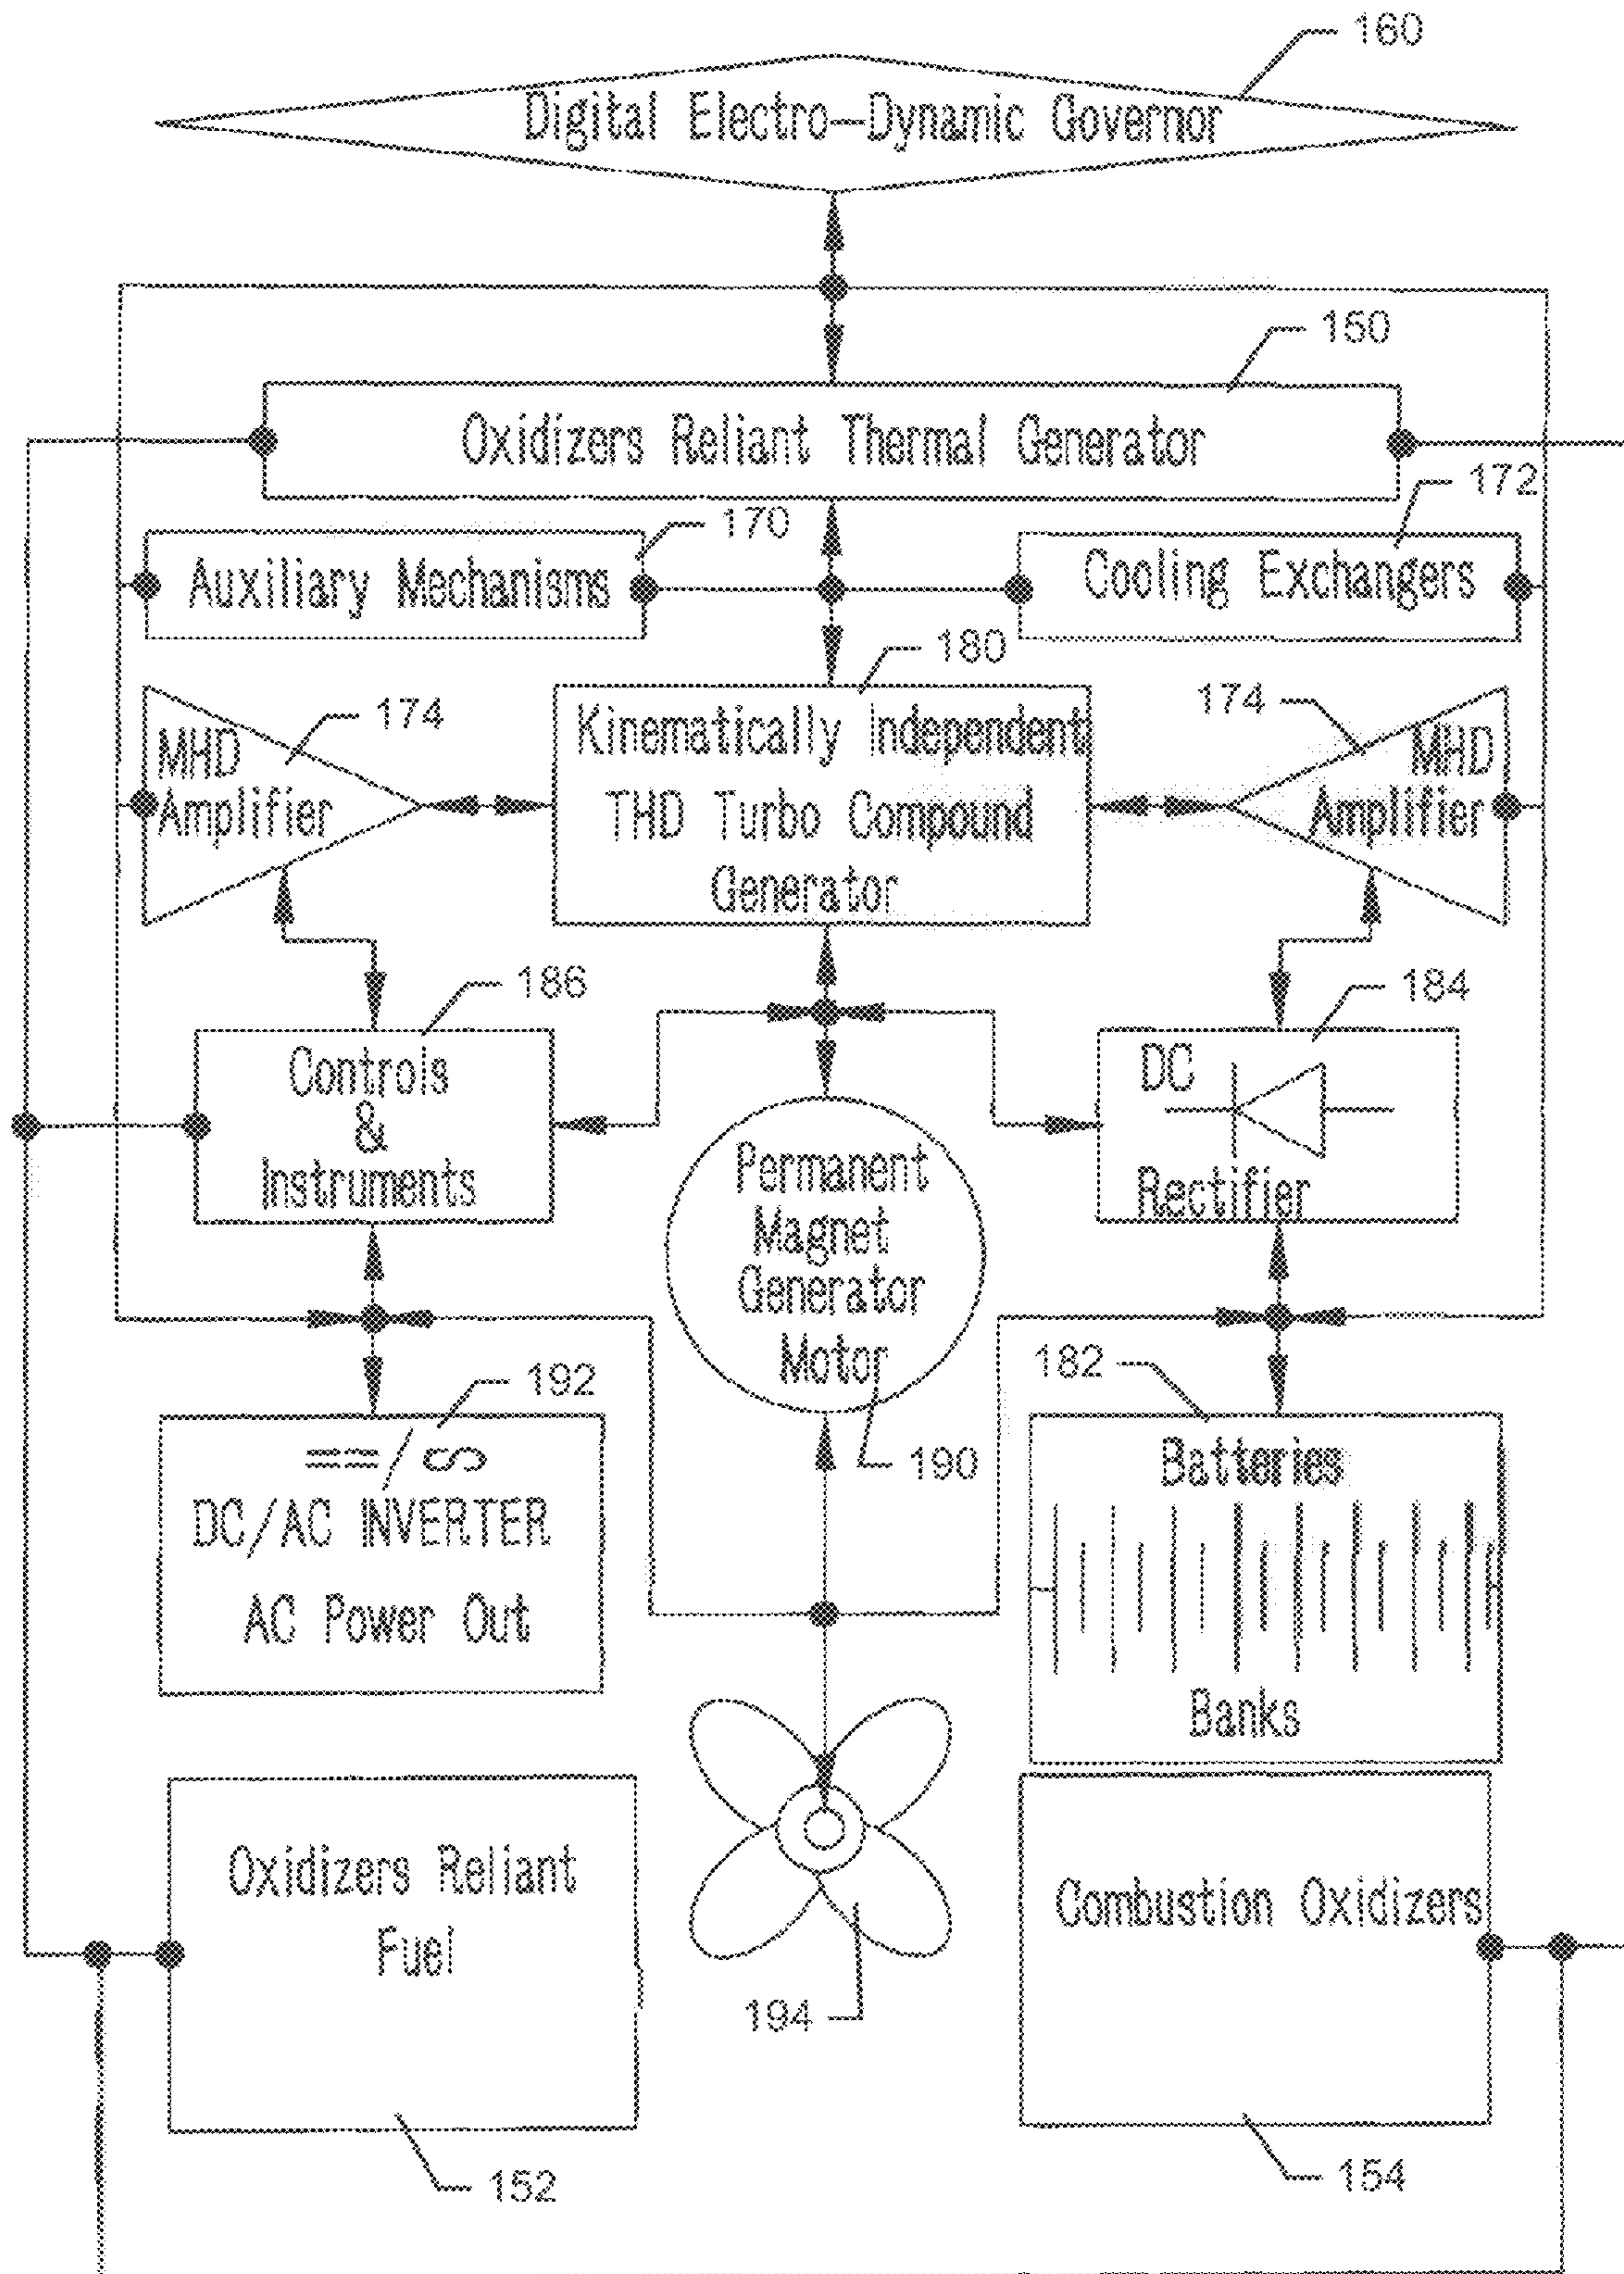 160
Digital Electro-Dynamic Governor
150
Oxidizers Reliant Thermal Generator
172
170
Auxiliary Mechanisms
Cooling Exchangers
180
174
174
MHD
Amplifier
Kinematically Independent
THD Turbo Compound
Generator
MHD
Amplifier
186
184
Controls
&
Instruments
DC
Rectifier
Permanent
Magnet
Generator
Motor
192
182
190
DC/AC INVERTER
AC Power Out
Batteries
Banks
Oxidizers Reliant
Fuel
Combustion Oxidizers
194
152
154